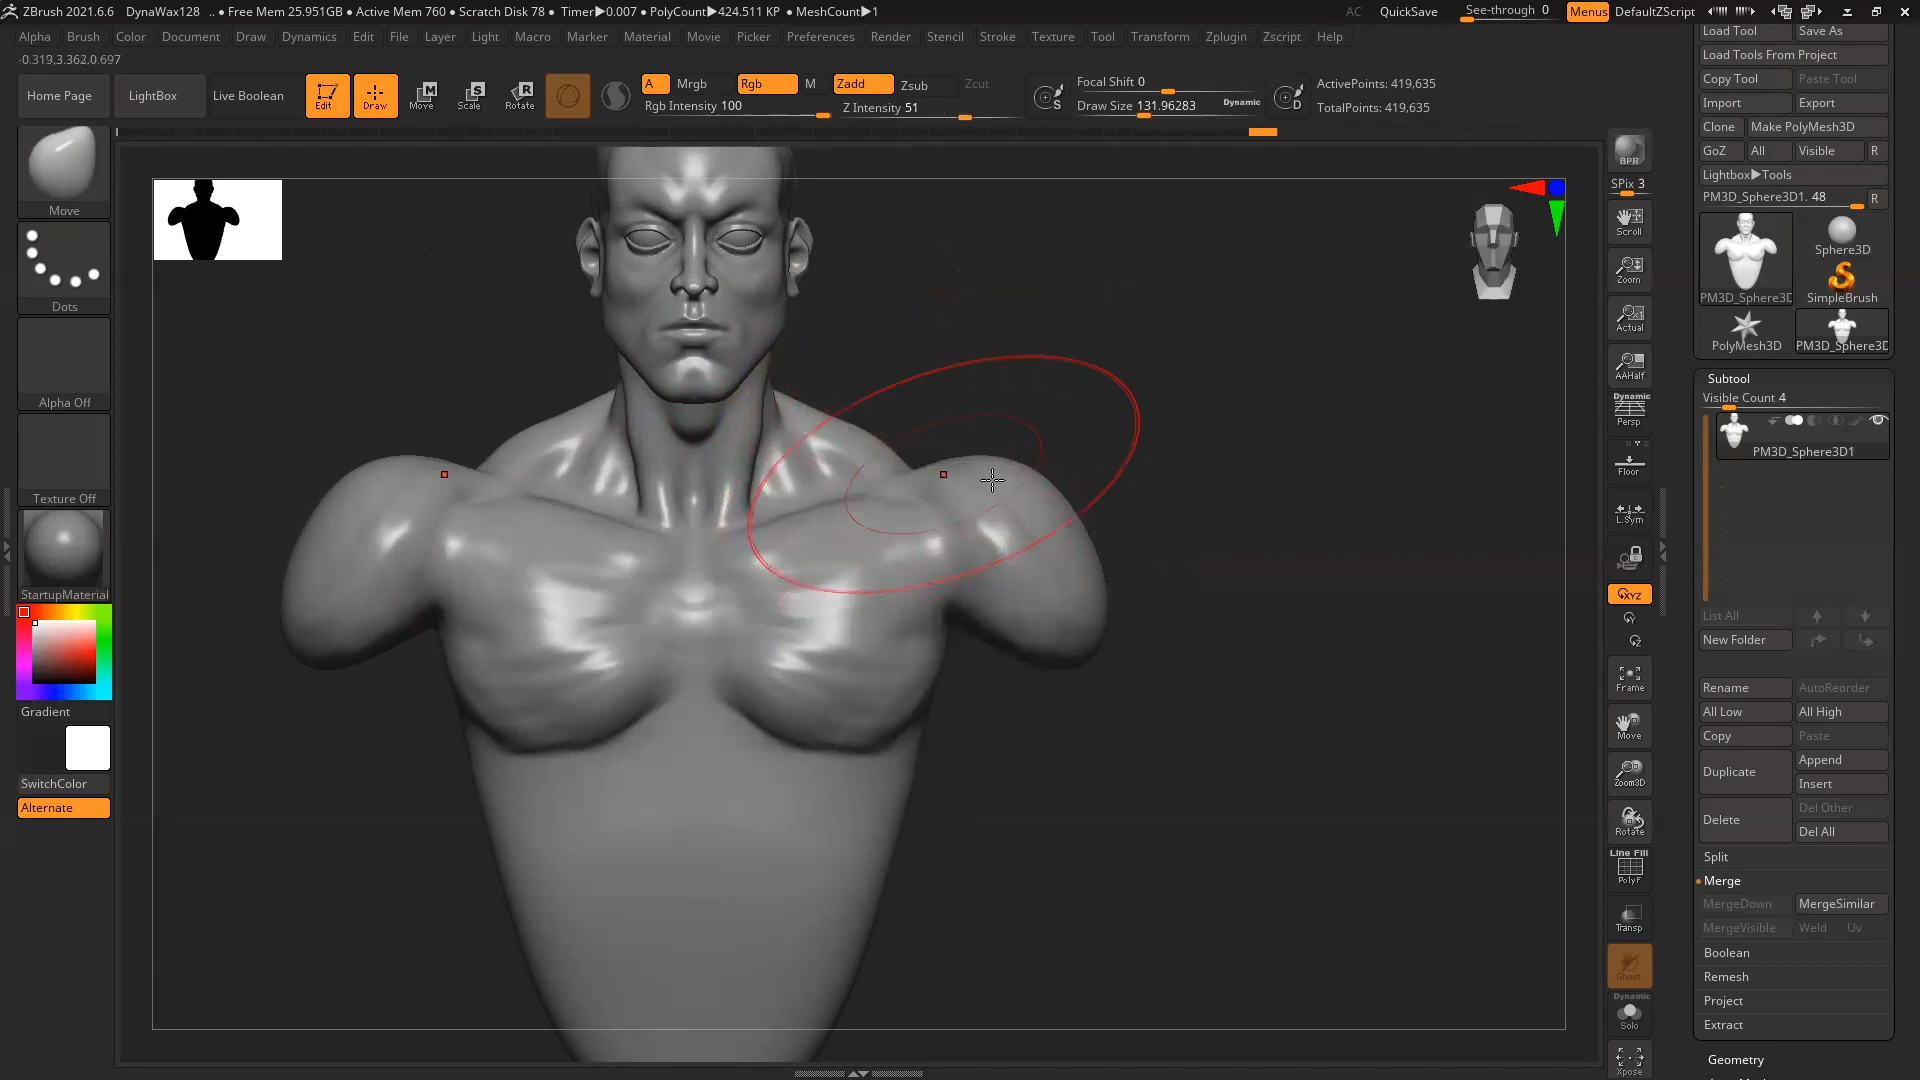 ZBrush 2021.6.6 DynaWax128 .. • Free Mem 25.951GB • Active Mem 760 • Scratch Disk 78 • Timer▶0.007 • PolyCount▶424.511 KP • MeshCount▶1
AC QuickSave See-through 0 Menus DefaultZScript
Alpha Brush Color Document Draw Dynamics Edit File Layer Light Macro Marker Material Movie Picker Preferences Render Stencil Stroke Texture Tool Transform Zplugin Zscript Help
-0.319,3.362,0.697
Home Page LightBox Live Boolean Edit Draw Move Scale Rotate
A Mrgb Rgb M Zadd Zsub Zcut
Rgb Intensity 100 Z Intensity 51
Focal Shift 0
Draw Size 131.96283 Dynamic
ActivePoints: 419,635
TotalPoints: 419,635
Move
Dots
Alpha Off
Texture Off
StartupMaterial
Gradient
SwitchColor
Alternate
BPR
SPix 3
Scroll
Zoom
Actual
AAHalf
Dynamic
Persp
Floor
L.Sym
XYZ
Frame
Move
Zoom3D
Rotate
Line Fill
PolyF
Transp
Ghost
Dynamic
Solo
Xpose
Load Tool Save As
Load Tools From Project
Copy Tool Paste Tool
Import Export
Clone Make PolyMesh3D
GoZ All Visible R
Lightbox▶Tools
PM3D_Sphere3D1. 48 R
Sphere3D
PM3D_Sphere3D SimpleBrush
PolyMesh3D PM3D_Sphere3D
Subtool
Visible Count 4
PM3D_Sphere3D1
List All
New Folder
Rename AutoReorder
All Low All High
Copy Paste
Duplicate Append
Insert
Delete Del Other
Del All
Split
Merge
MergeDown MergeSimilar
MergeVisible Weld Uv
Boolean
Remesh
Project
Extract
Geometry